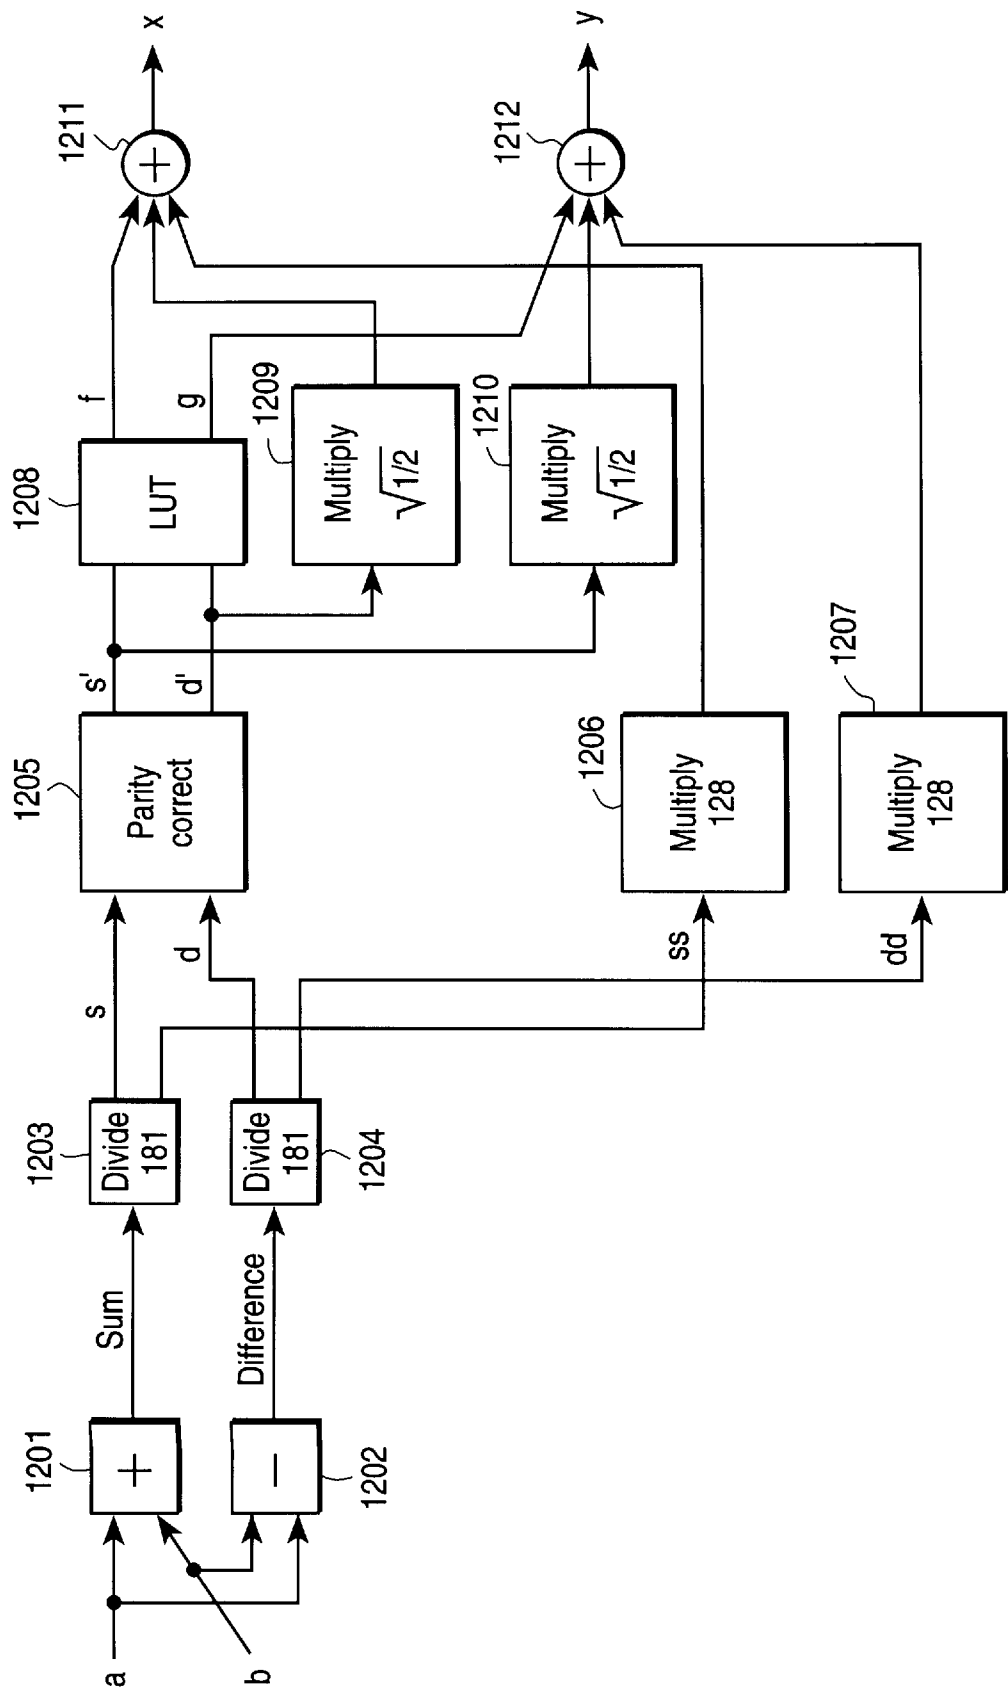 a
b
1201
+
1202
−
Sum
Difference
1203
Divide
181
1204
Divide
181
s
d
ss
dd
1205
Parity
correct
s'
d'
1206
Multiply
128
1207
Multiply
128
1208
LUT
f
g
1209
Multiply
√1/2
1210
Multiply
√1/2
1211
+
x
1212
+
y